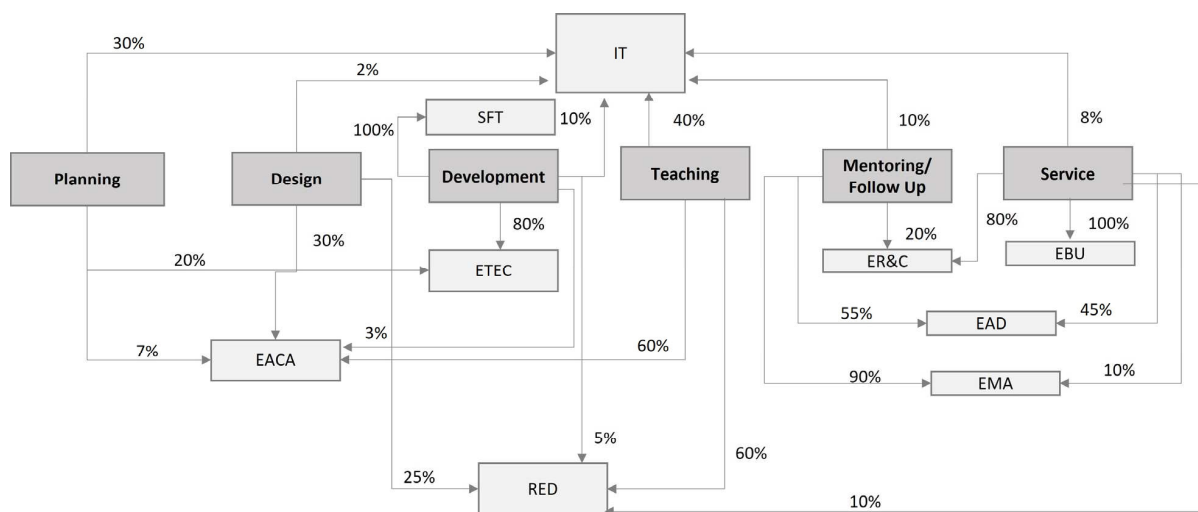 30%
IT
2%
SFT
100%
10%
40%
10%
8%
Planning
Design
Development
Teaching
Mentoring/
Follow Up
Service
80%
30%
20%
80%
100%
20%
ETEC
ER&C
EBU
55%
EAD
45%
3%
7%
EACA
60%
90%
EMA
10%
5%
60%
25%
RED
10%